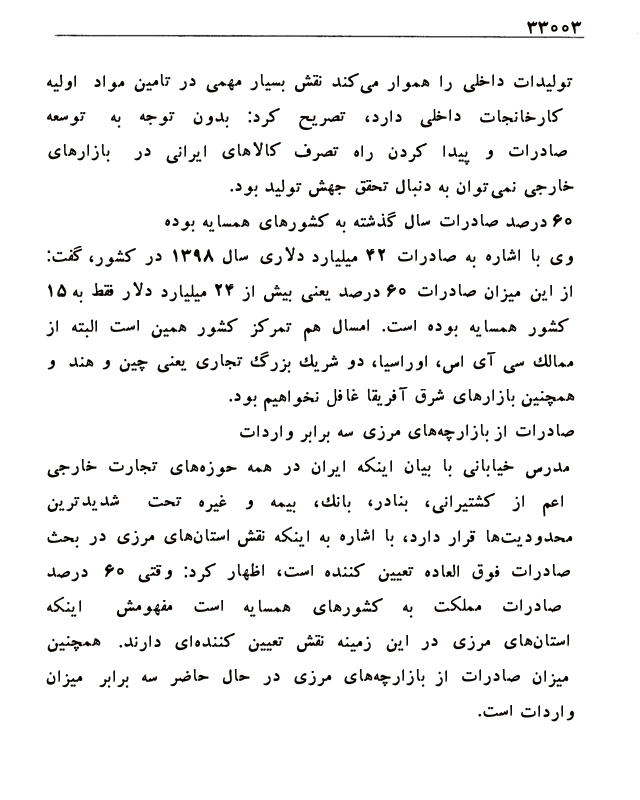 ۳۳۰۰۳
تولیدات داخلی را هموار می‌کند نقش بسیار مهمی در تامین مواد اولیه
کارخانجات داخلی دارد، تصریح کرد: بدون توجه به توسعه
صادرات و پیدا کردن راه تصرف کالاهای ایرانی در بازارهای
خارجی نمی‌توان به دنبال تحقق جهش تولید بود.
۶۰ درصد صادرات سال گذشته به کشورهای همسایه بوده
وی با اشاره به صادرات ۴۲ میلیارد دلاری سال ۱۳۹۸ در کشور، گفت:
از این میزان صادرات ۶۰ درصد یعنی بیش از ۲۴ میلیارد دلار فقط به ۱۵
کشور همسایه بوده است. امسال هم تمرکز کشور همین است البته از
ممالك سی آی اس، اوراسیا، دو شریك بزرگ تجاری یعنی چین و هند و
همچنین بازارهای شرق آفریقا غافل نخواهیم بود.
صادرات از بازارچه‌های مرزی سه برابر واردات
مدرس خیابانی با بیان اینکه ایران در همه حوزه‌های تجارت خارجی
اعم از کشتیرانی، بنادر، بانك، بیمه و غیره تحت شدیدترین
محدودیت‌ها قرار دارد، با اشاره به اینکه نقش استان‌های مرزی در بحث
صادرات فوق العاده تعیین کننده است، اظهار کرد: وقتی ۶۰ درصد
صادرات مملکت به کشورهای همسایه است مفهومش اینکه
استان‌های مرزی در این زمینه نقش تعیین کننده‌ای دارند. همچنین
میزان صادرات از بازارچه‌های مرزی در حال حاضر سه برابر میزان
واردات است.